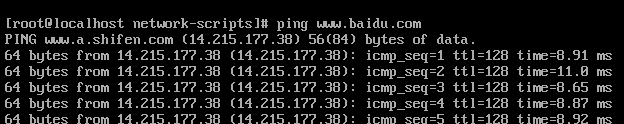 [root@localhost network-scripts]# ping www.baidu.com
PING www.a.shifen.com (14.215.177.38) 56(84) bytes of data.
64 bytes from 14.215.177.38 (14.215.177.38): icmp_seq=1 ttl=128 time=8.91 ms
64 bytes from 14.215.177.38 (14.215.177.38): icmp_seq=2 ttl=128 time=11.0 ms
64 bytes from 14.215.177.38 (14.215.177.38): icmp_seq=3 ttl=128 time=8.65 ms
64 bytes from 14.215.177.38 (14.215.177.38): icmp_seq=4 ttl=128 time=8.87 ms
64 bytes from 14.215.177.38 (14.215.177.38): icmp_seq=5 ttl=128 time=8.92 ms